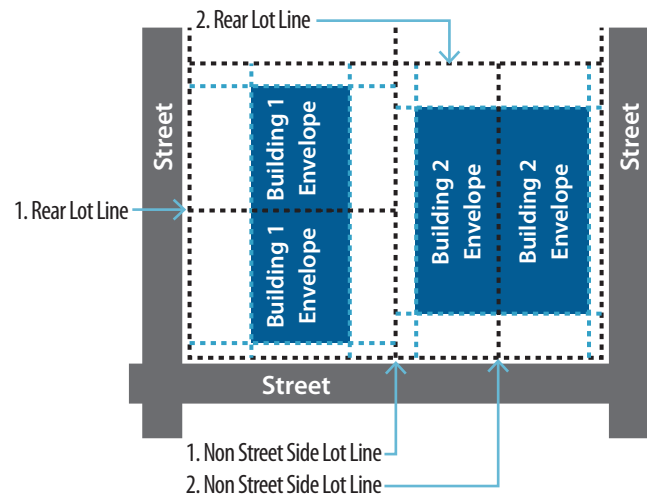 2. Rear Lot Line
Street
Building 1
Envelope
Building 2
Envelope
Building 2
Envelope
Street
1. Rear Lot Line
Building 1
Envelope
Street
1. Non Street Side Lot Line
2. Non Street Side Lot Line